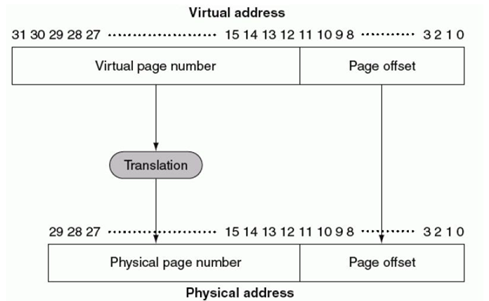 Virtual address
31 30 29 28 27 ........................ 15 14 13 12 11 10 9 8 ............ 3 2 1 0
Virtual page number Page offset
Translation
29 28 27 ........................ 15 14 13 12 11 10 9 8 ............ 3 2 1 0
Physical page number Page offset
Physical address